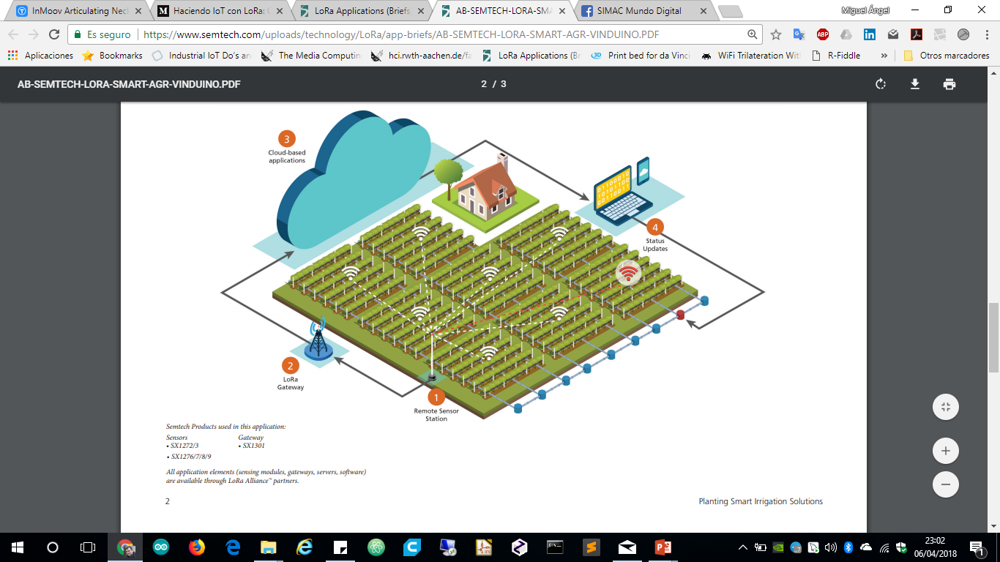 InMoov Articulating Nec
Haciendo IoT con LoRa:
LoRa Applications (Briefs
AB-SEMTECH-LORA-SMA
SIMAC Mundo Digital
Miguel Ángel
Es seguro
https://www.semtech.com/uploads/technology/LoRa/app-briefs/AB-SEMTECH-LORA-SMART-AGR-VINDUINO.PDF
Aplicaciones
Bookmarks
Industrial IoT Do's an
The Media Computin
hci.rwth-aachen.de/fa
LoRa Applications (Br
Print bed for da Vinci
WiFi Trilateration Wit
R-Fiddle
»
Otros marcadores
AB-SEMTECH-LORA-SMART-AGR-VINDUINO.PDF
2 / 3
3
Cloud-based
applications
01100010
10101100
00110011
4
Status
Updates
2
LoRa
Gateway
1
Remote Sensor
Station
Semtech Products used in this application:
Sensors Gateway
• SX1272/3 • SX1301
• SX1276/7/8/9
All application elements (sensing modules, gateways, servers, software)
are available through LoRa Alliance™ partners.
2
Planting Smart Irrigation Solutions
23:02
06/04/2018